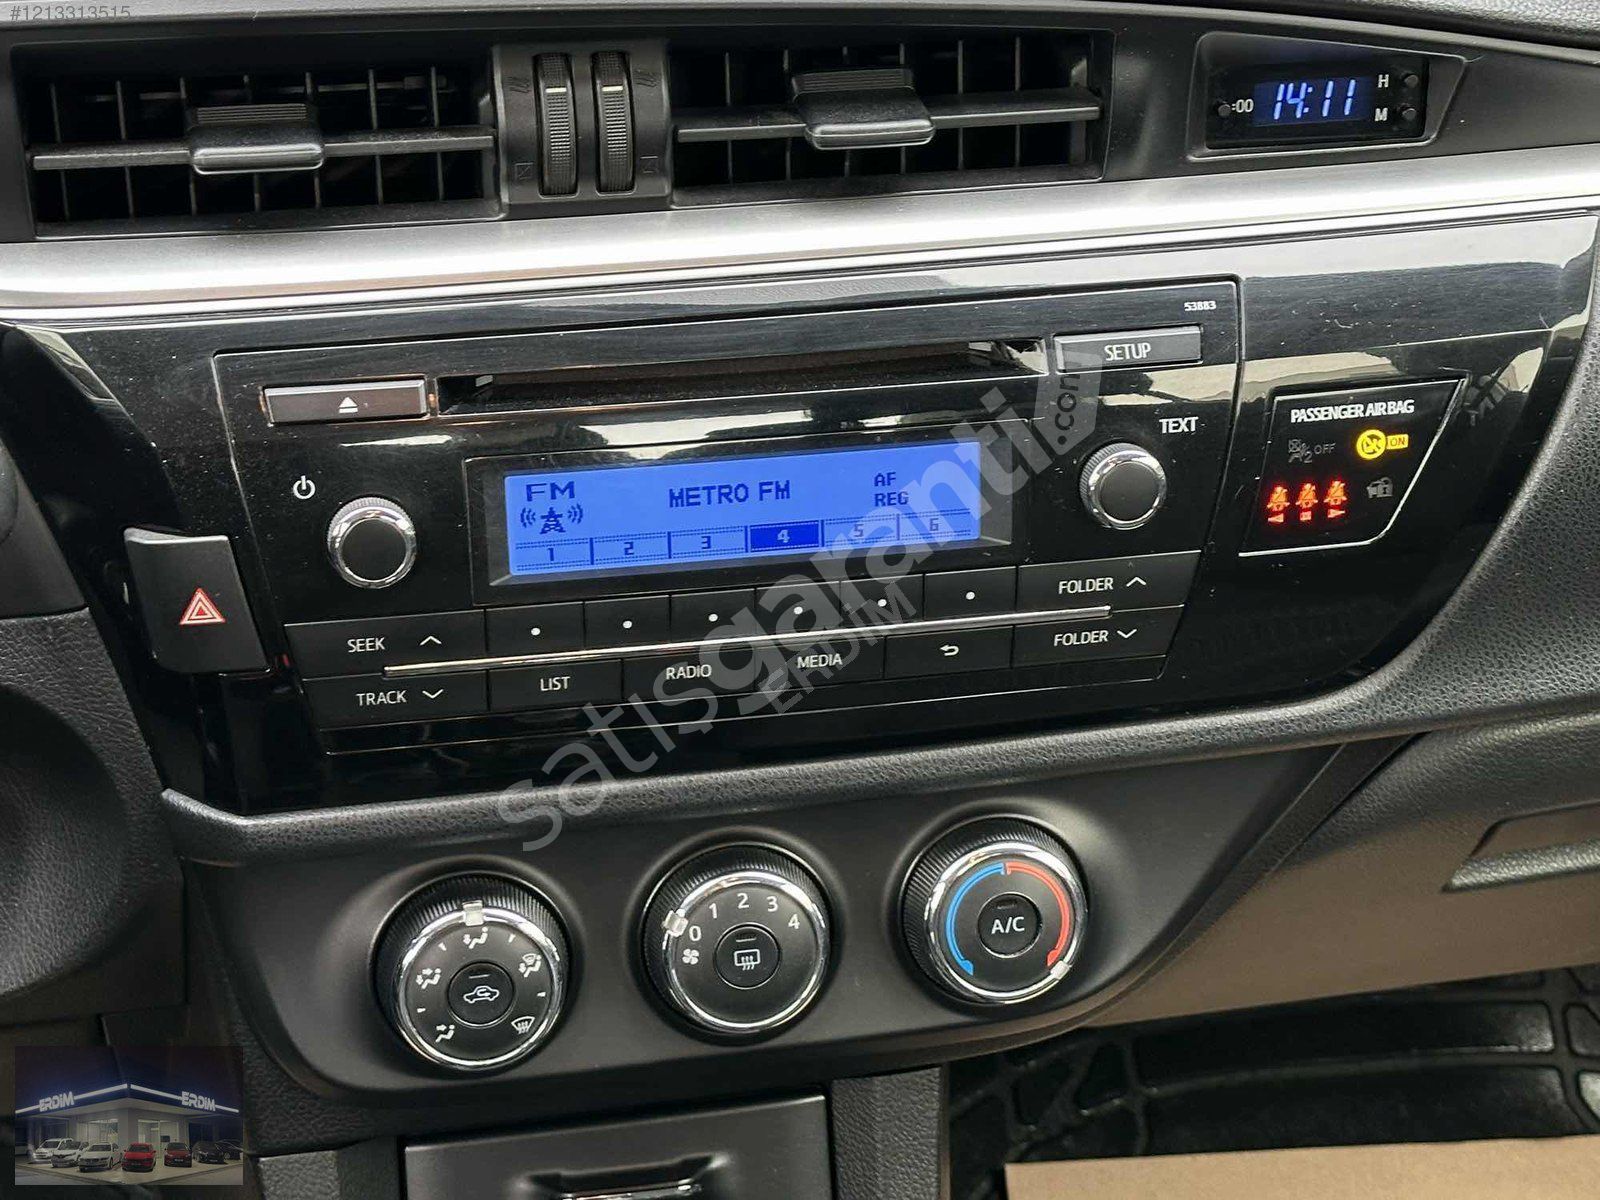 #1213313515
:00 14:11 H
M
53883
SETUP
TEXT
PASSENGER AIR BAG
2 OFF ON
FM METRO FM AF
REG
1 2 3 4 5 6
FOLDER
SEEK
FOLDER
TRACK LIST RADIO MEDIA
satışgaranti.com
ERDİM
0 1 2 3 4
A/C
ERDİM ERDİM